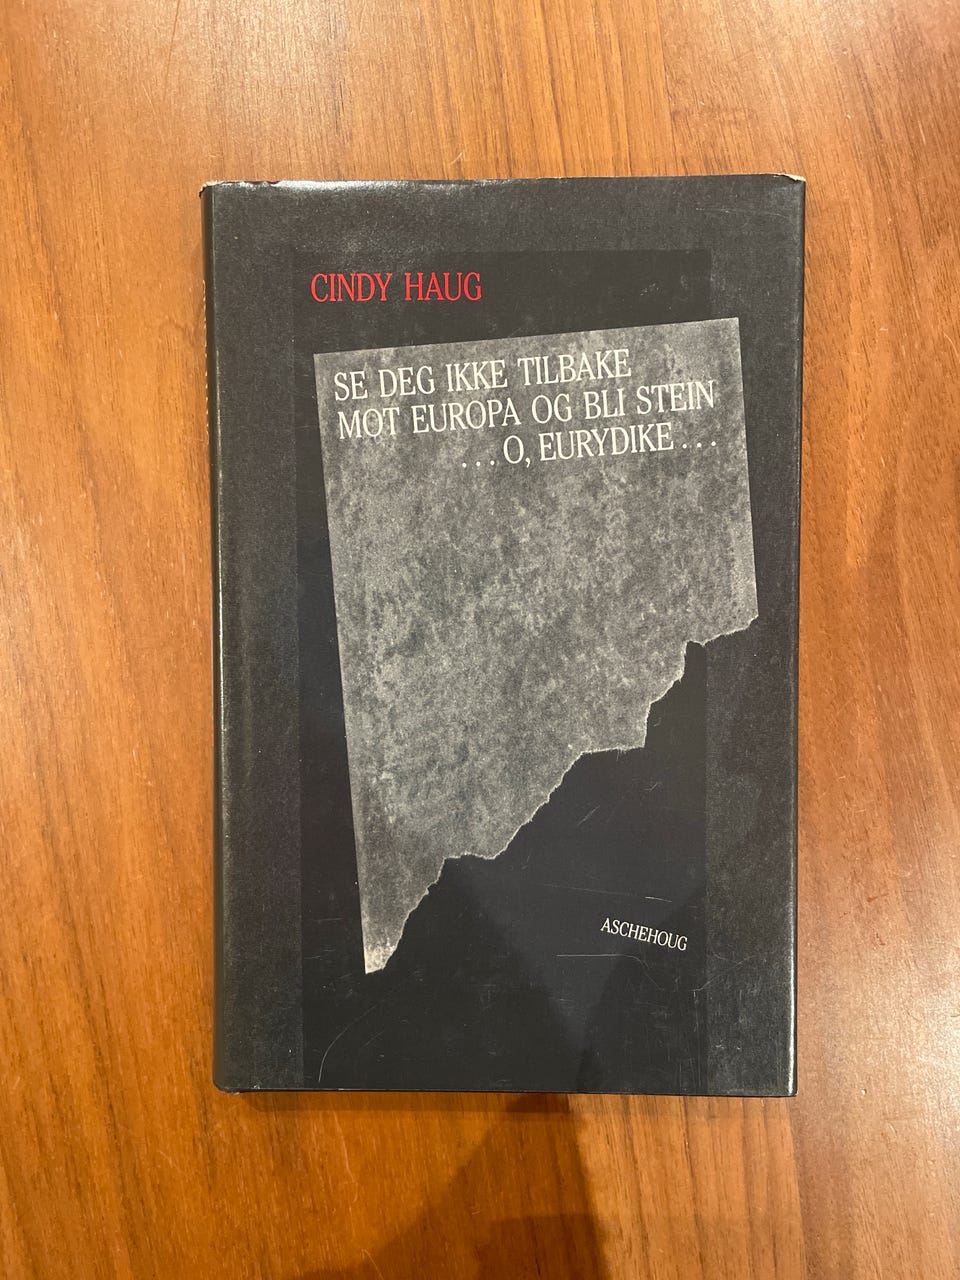 CINDY HAUG
SE DEG IKKE TILBAKE
MOT EUROPA OG BLI STEIN
...O, EURYDIKE...
ASCHEHOUG